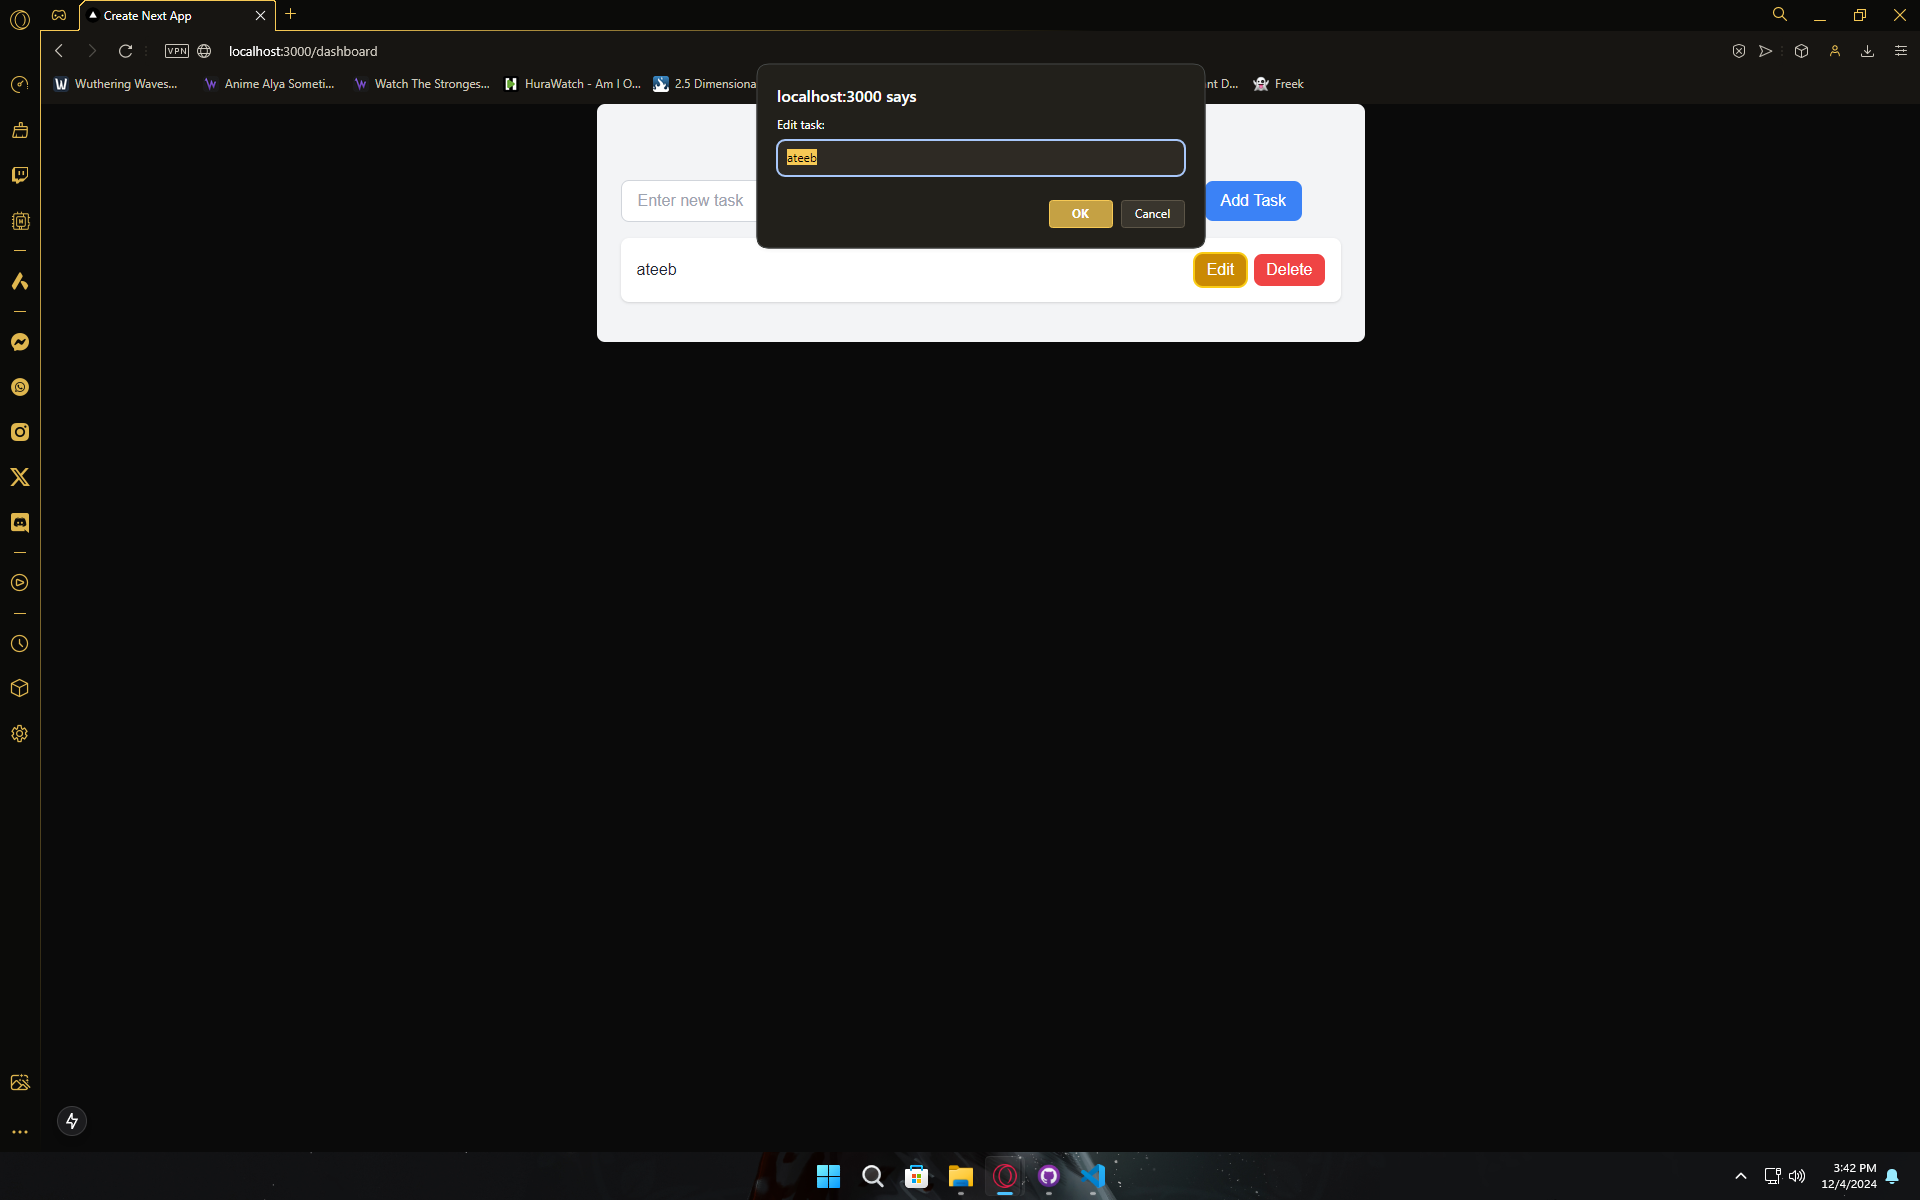 Create Next App
VPN
localhost:3000/dashboard
Wuthering Waves...
Anime Alya Someti...
Watch The Stronges...
HuraWatch - Am I O...
2.5 Dimensiona
nt D...
Freek
localhost:3000 says
Edit task:
ateeb
OK
Cancel
Enter new task
Add Task
ateeb
Edit
Delete
3:42 PM
12/4/2024